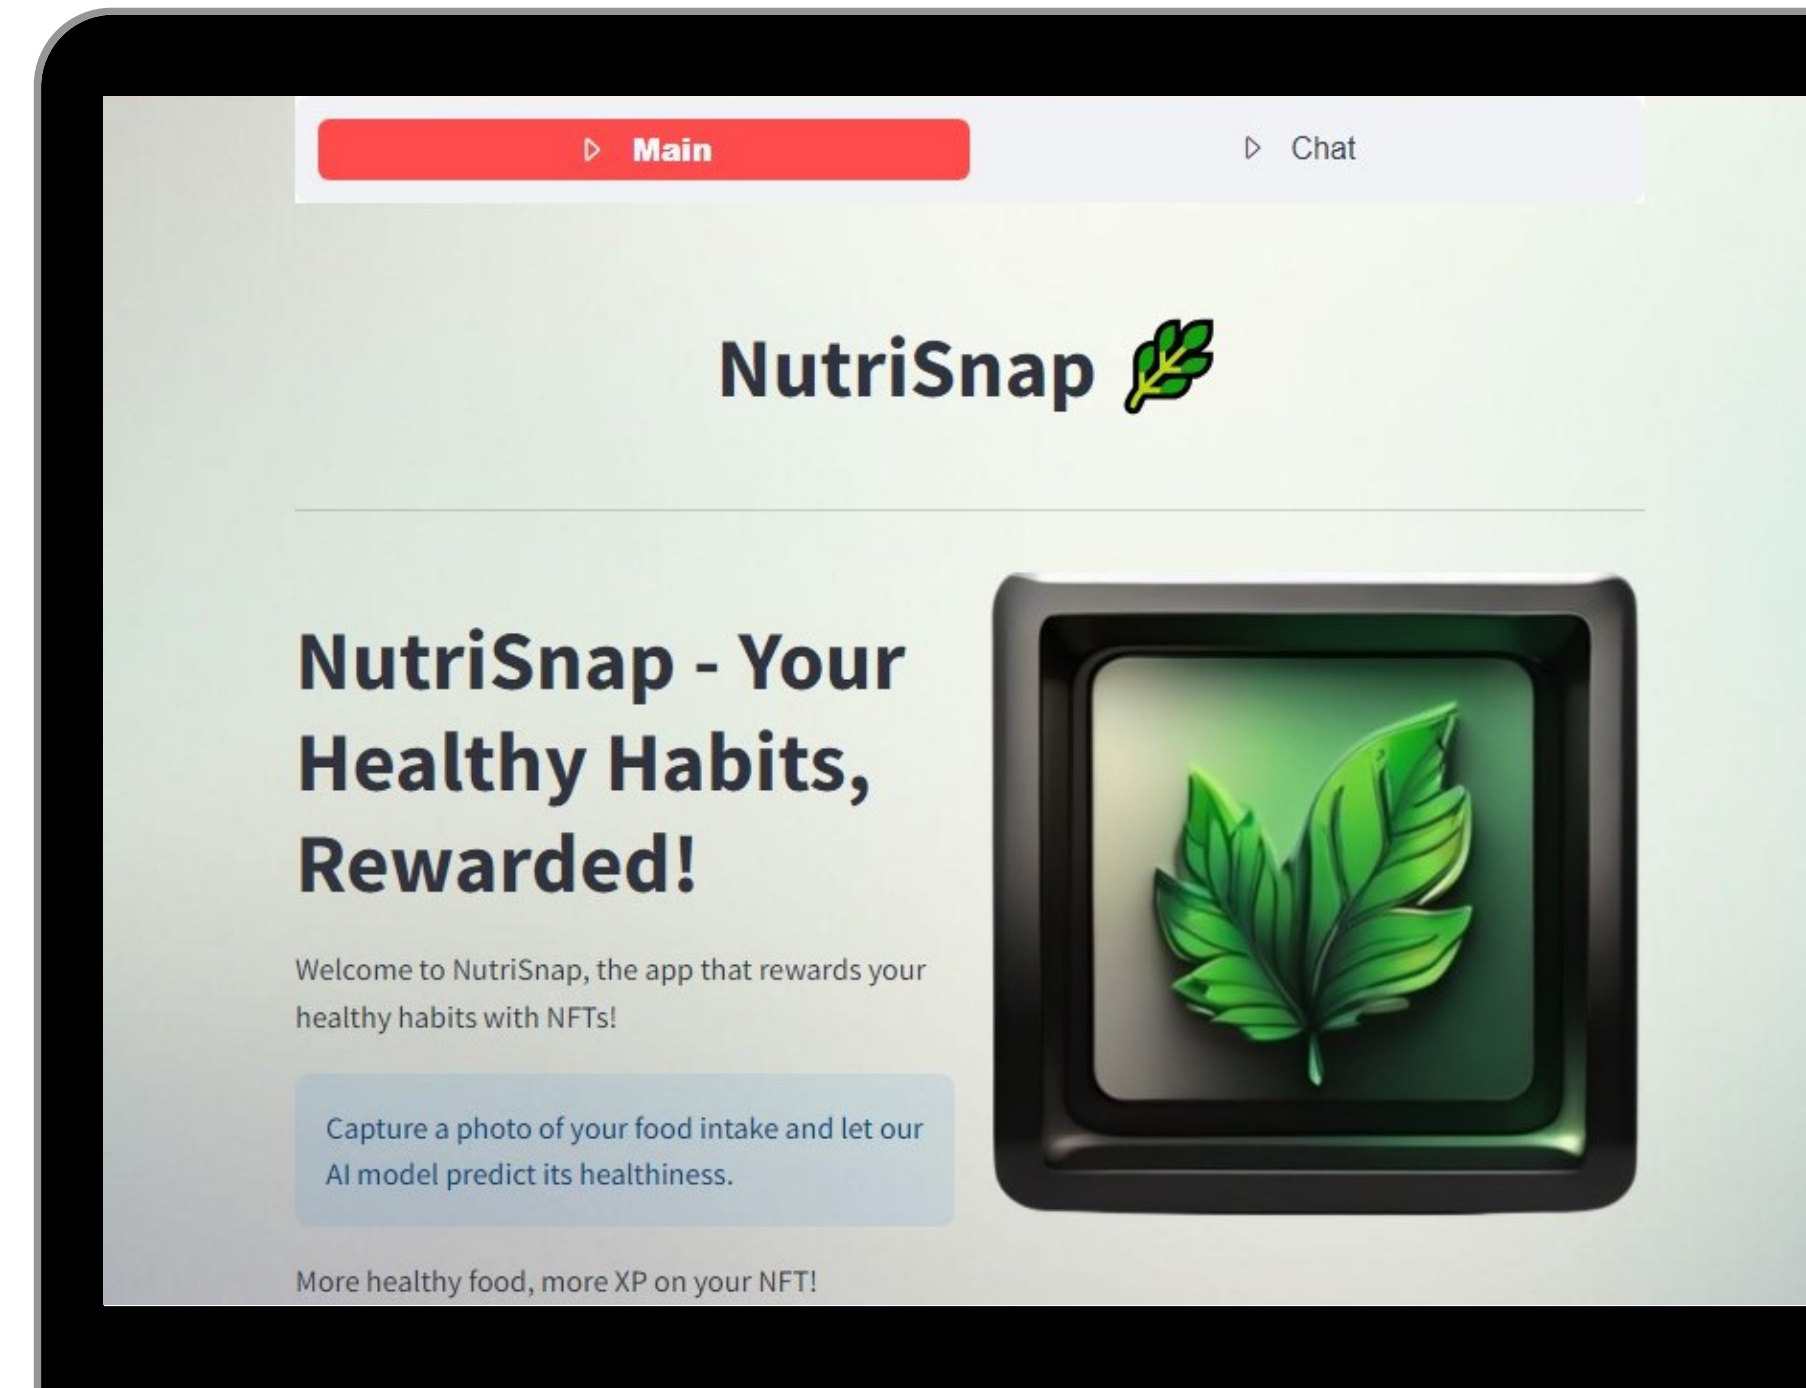 Main
Chat
NutriSnap
NutriSnap - Your
Healthy Habits,
Rewarded!
Welcome to NutriSnap, the app that rewards your
healthy habits with NFTs!
Capture a photo of your food intake and let our
AI model predict its healthiness.
More healthy food, more XP on your NFT!